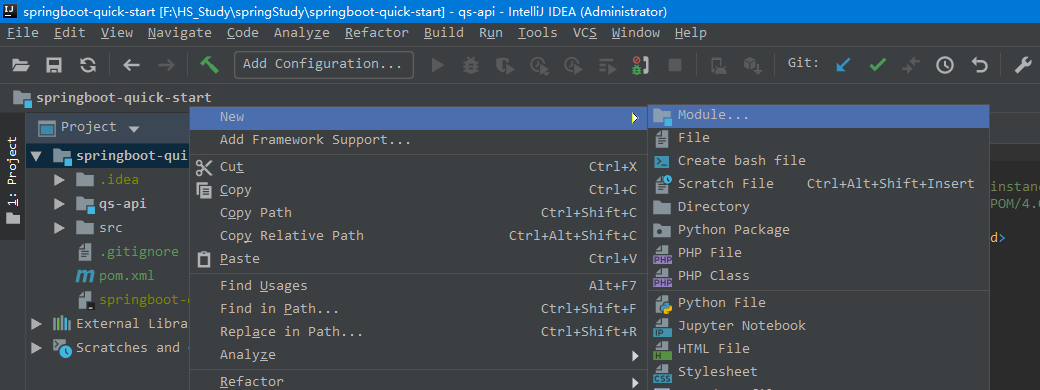 springboot-quick-start [F:\HS_Study\springStudy\springboot-quick-start] - qs-api - IntelliJ IDEA (Administrator)
File Edit View Navigate Code Analyze Refactor Build Run Tools VCS Window Help
Add Configuration... Git:
springboot-quick-start
1: Project
Project
springboot-qui
.idea
qs-api
src
.gitignore
pom.xml
springboot-
External Libra
Scratches and
New
Add Framework Support...
Cut Ctrl+X
Copy Ctrl+C
Copy Path Ctrl+Shift+C
Copy Relative Path Ctrl+Alt+Shift+C
Paste Ctrl+V
Find Usages Alt+F7
Find in Path... Ctrl+Shift+F
Replace in Path... Ctrl+Shift+R
Analyze
Refactor
Module...
File
Create bash file
Scratch File Ctrl+Alt+Shift+Insert
Directory
Python Package
PHP File
PHP Class
Python File
Jupyter Notebook
HTML File
Stylesheet
instanc
POM/4.0
d>